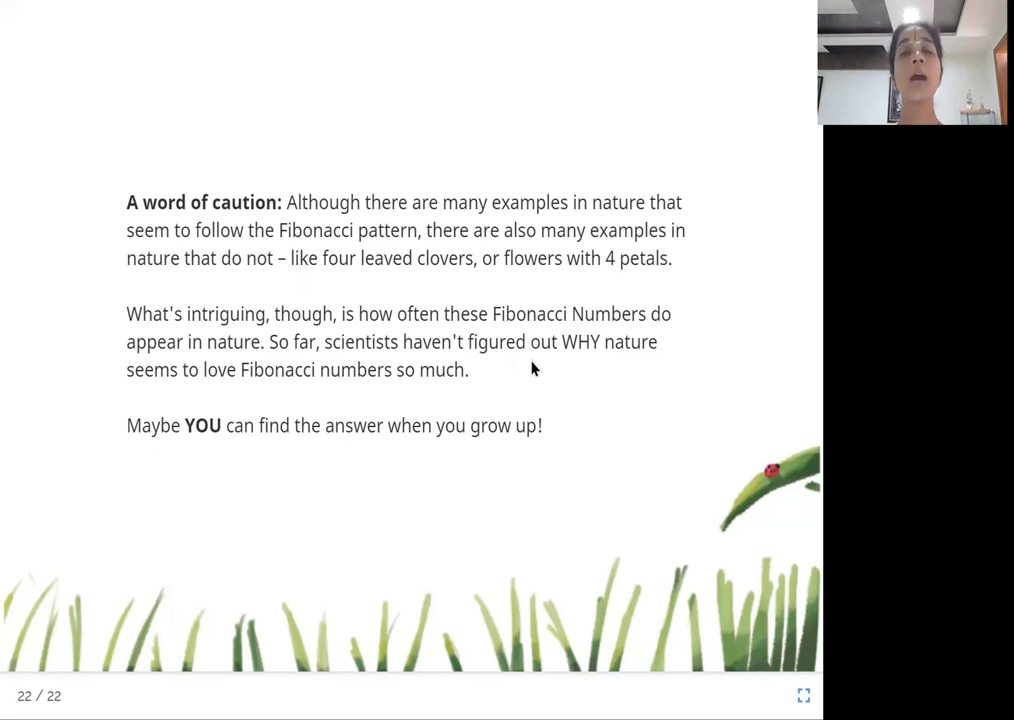 A word of caution: Although there are many examples in nature that
seem to follow the Fibonacci pattern, there are also many examples in
nature that do not – like four leaved clovers, or flowers with 4 petals.
What's intriguing, though, is how often these Fibonacci Numbers do
appear in nature. So far, scientists haven't figured out WHY nature
seems to love Fibonacci numbers so much.
Maybe YOU can find the answer when you grow up!
22 / 22